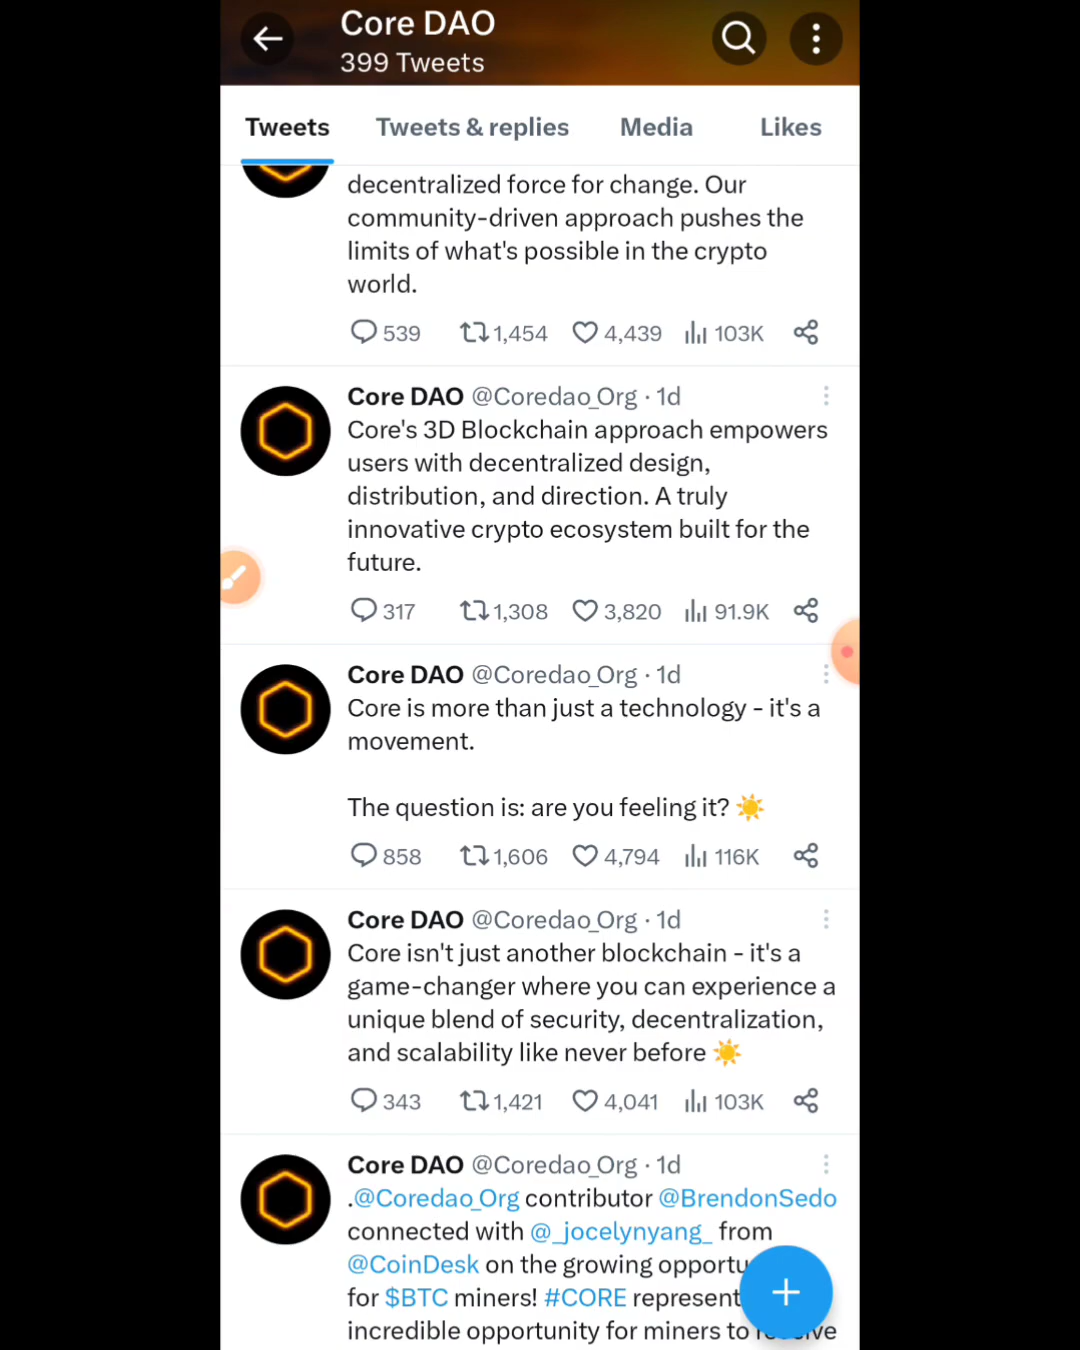 Core DAO
399 Tweets
Tweets Tweets & replies Media Likes
decentralized force for change. Our
community-driven approach pushes the
limits of what's possible in the crypto
world.
539 1,454 4,439 103K
Core DAO @Coredao_Org · 1d
Core's 3D Blockchain approach empowers
users with decentralized design,
distribution, and direction. A truly
innovative crypto ecosystem built for the
future.
317 1,308 3,820 91.9K
Core DAO @Coredao_Org · 1d
Core is more than just a technology - it's a
movement.
The question is: are you feeling it? ☀️
858 1,606 4,794 116K
Core DAO @Coredao_Org · 1d
Core isn't just another blockchain - it's a
game-changer where you can experience a
unique blend of security, decentralization,
and scalability like never before ☀️
343 1,421 4,041 103K
Core DAO @Coredao_Org · 1d
.@Coredao_Org contributor @BrendonSedo
connected with @_jocelynyang_ from
@CoinDesk on the growing opportu
for $BTC miners! #CORE represent
incredible opportunity for miners to